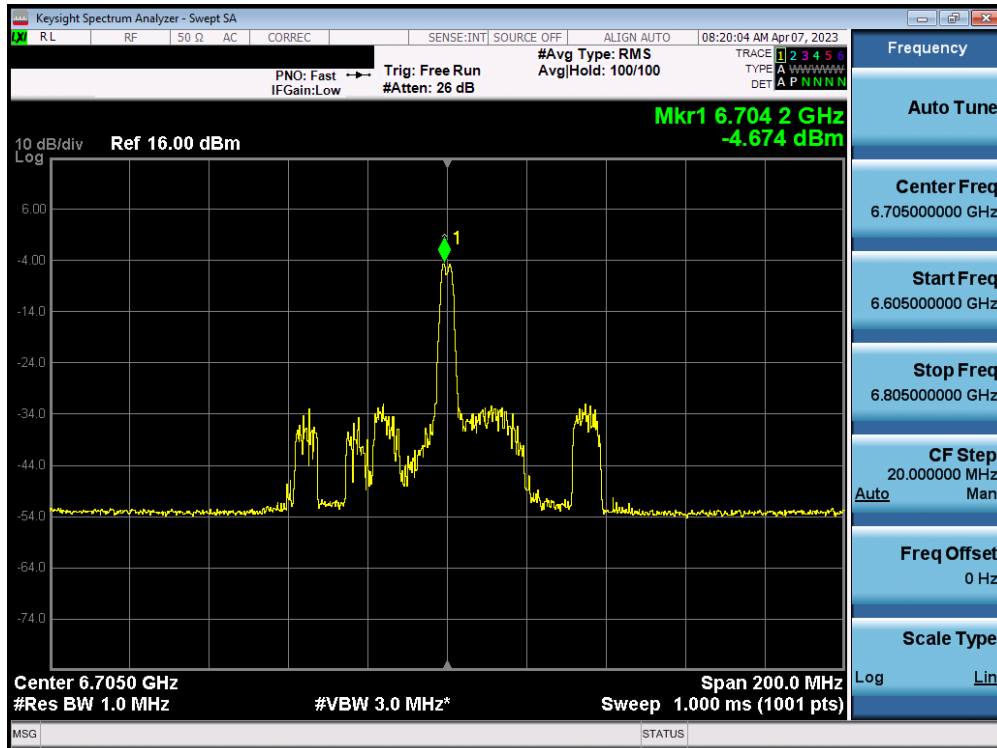 Keysight Spectrum Analyzer - Swept SA
LXI RL RF 50 Ω AC CORREC SENSE:INT SOURCE OFF ALIGN AUTO 08:20:04 AM Apr 07, 2023
PNO: Fast
IFGain:Low
Trig: Free Run
#Atten: 26 dB
#Avg Type: RMS
Avg|Hold: 100/100
TRACE 1 2 3 4 5 6
TYPE A WWWWW
DET A P N N N N
Mkr1 6.704 2 GHz
-4.674 dBm
10 dB/div
Log
Ref 16.00 dBm
1
6.00
-4.00
-14.0
-24.0
-34.0
-44.0
-54.0
-64.0
-74.0
Center 6.7050 GHz
#Res BW 1.0 MHz
#VBW 3.0 MHz*
Span 200.0 MHz
Sweep 1.000 ms (1001 pts)
MSG
STATUS
Frequency
Auto Tune
Center Freq
6.705000000 GHz
Start Freq
6.605000000 GHz
Stop Freq
6.805000000 GHz
CF Step
20.000000 MHz
Auto Man
Freq Offset
0 Hz
Scale Type
Log Lin